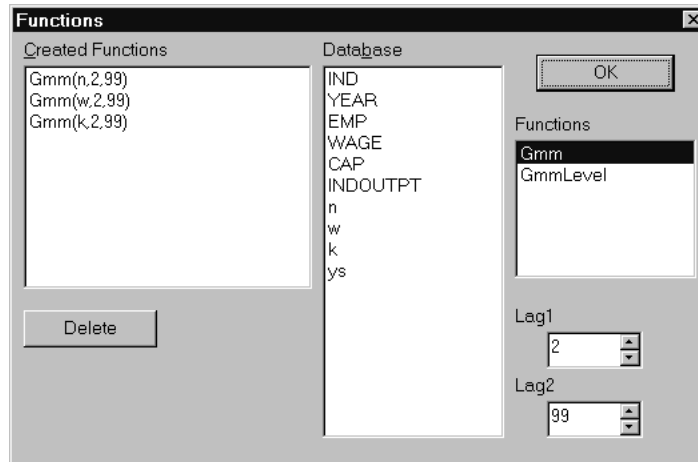 Functions
Created Functions
Gmm(n,2,99)
Gmm(w,2,99)
Gmm(k,2,99)
Delete
Database
IND
YEAR
EMP
WAGE
CAP
INDOUTPT
n
w
k
ys
OK
Functions
Gmm
GmmLevel
Lag1
2
Lag2
99